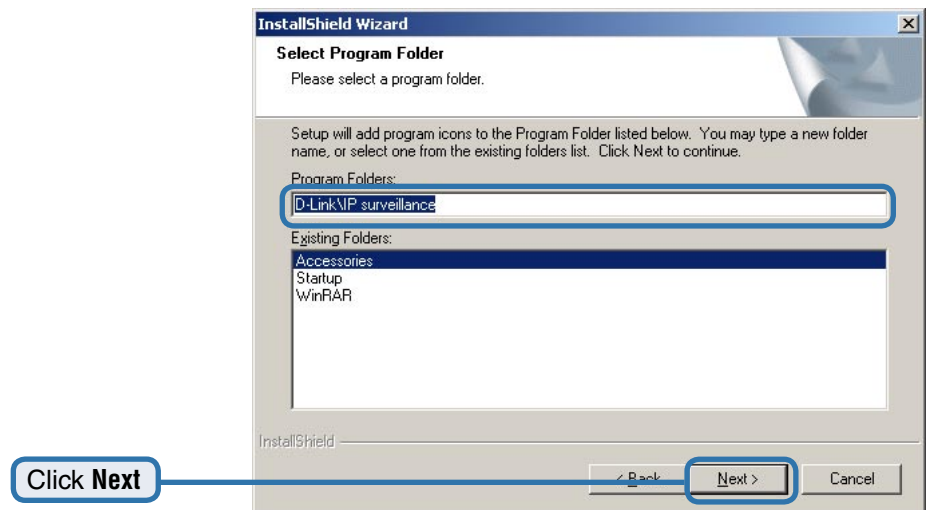 InstallShield Wizard
Select Program Folder
Please select a program folder.
Setup will add program icons to the Program Folder listed below. You may type a new folder
name, or select one from the existing folders list. Click Next to continue.
Program Folders:
D-Link\IP surveillance
Existing Folders:
Accessories
Startup
WinRAR
InstallShield
Click Next
< Back
Next >
Cancel